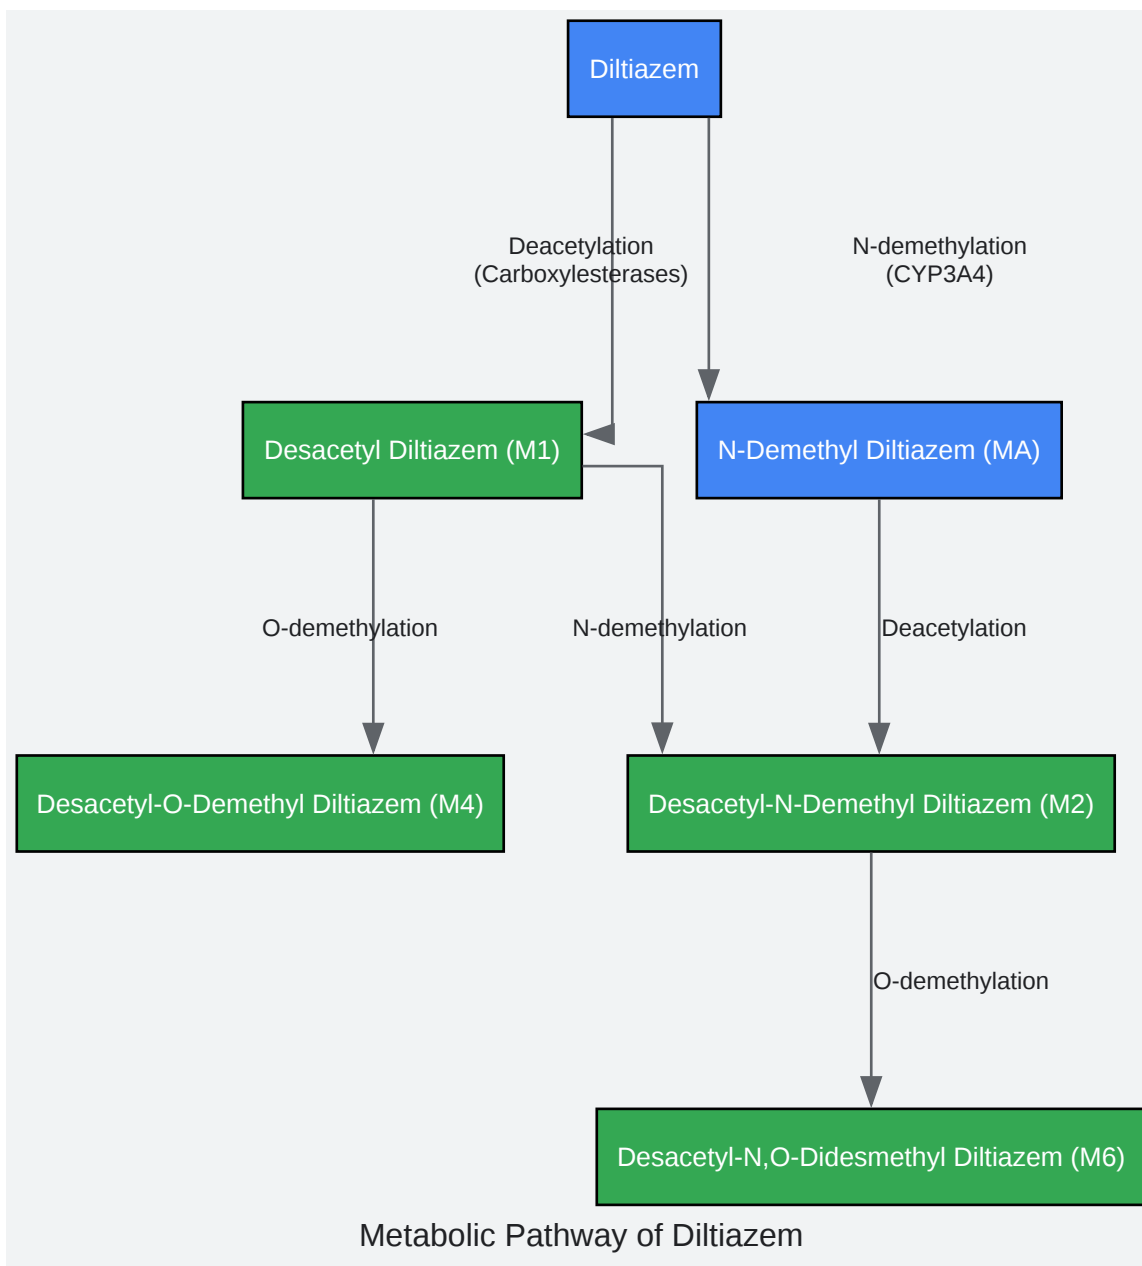 Diltiazem
Deacetylation
(Carboxylesterases)
N-demethylation
(CYP3A4)
Desacetyl Diltiazem (M1)
N-Demethyl Diltiazem (MA)
O-demethylation
N-demethylation
Deacetylation
Desacetyl-O-Demethyl Diltiazem (M4)
Desacetyl-N-Demethyl Diltiazem (M2)
O-demethylation
Desacetyl-N,O-Didesmethyl Diltiazem (M6)
Metabolic Pathway of Diltiazem